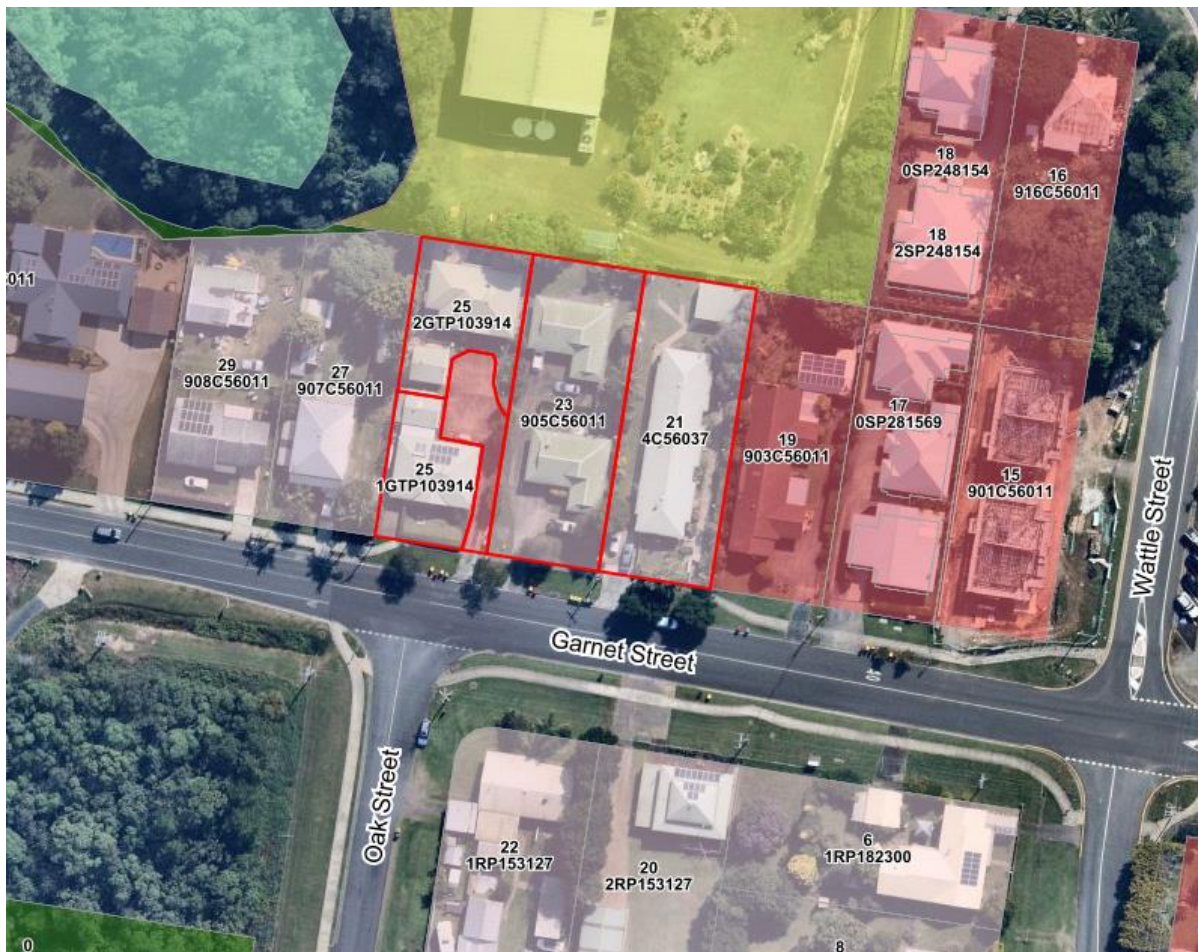 18
0SP248154
16
916C56011
18
2SP248154
011
25
2GTP103914
29
908C56011
27
907C56011
23
905C56011
21
4C56037
19
903C56011
17
0SP281569
25
1GTP103914
15
901C56011
Wattle Street
Garnet Street
40
Oak Street
22
1RP153127
20
2RP153127
6
1RP182300
0
8